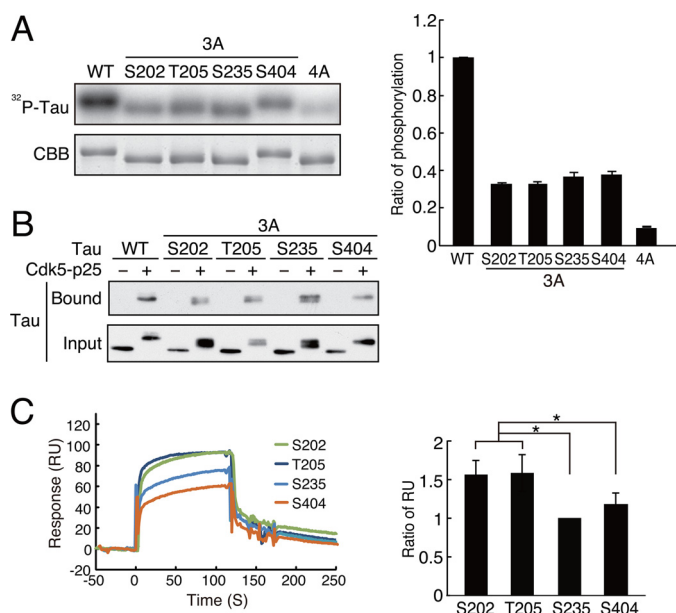 A
3A
WT S202 T205 S235 S404 4A
32P-Tau
CBB
Ratio of phosphorylation
1.2
1
0.8
0.6
0.4
0.2
0
WT S202 T205 S235 S404 4A
3A
B
3A
Tau WT S202 T205 S235 S404
Cdk5-p25 – + – + – + – + – +
Tau
Bound
Input
C
Response (RU)
120
100
80
60
40
20
0
-20
-50 0 50 100 150 200 250
Time (S)
S202
T205
S235
S404
Ratio of RU
2
1.5
1
0.5
0
*
*
S202 T205 S235 S404